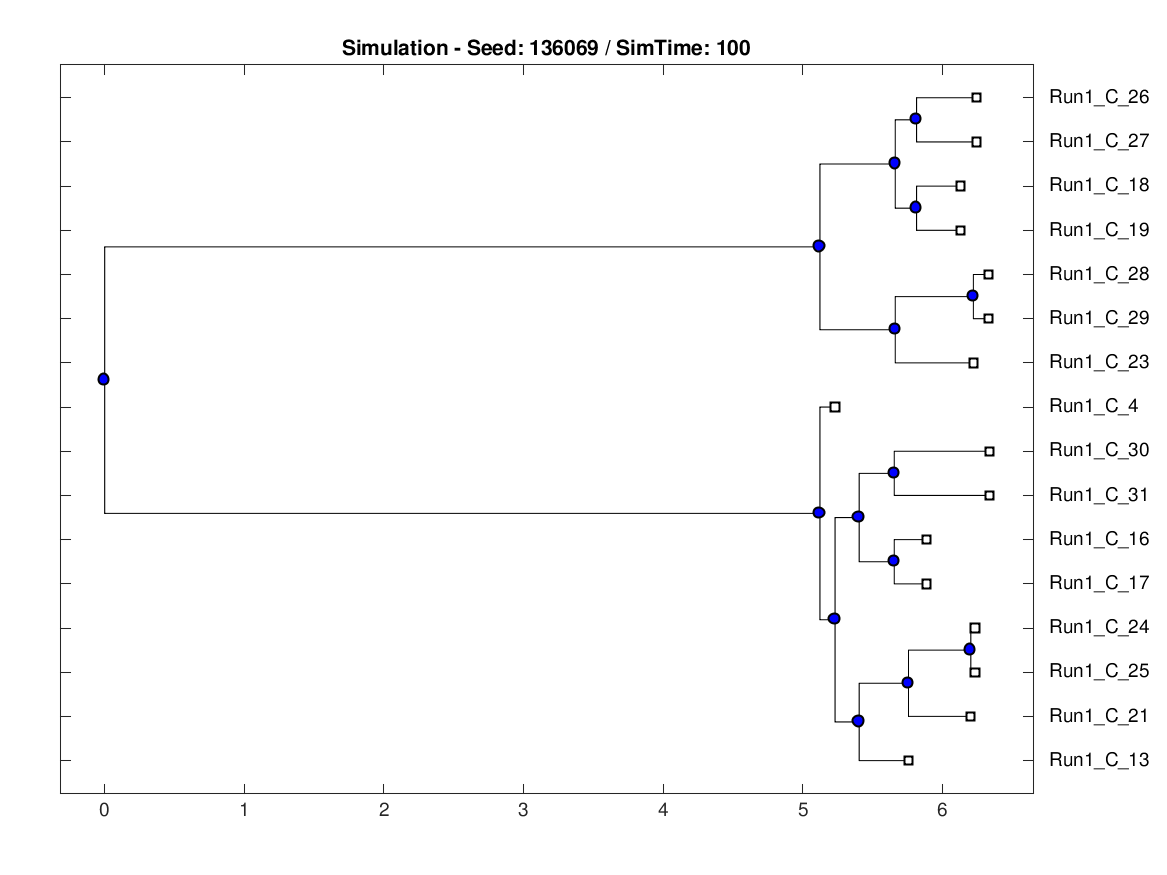 Simulation - Seed: 136069 / SimTime: 100
Run1_C_26
Run1_C_27
Run1_C_18
Run1_C_19
Run1_C_28
Run1_C_29
Run1_C_23
Run1_C_4
Run1_C_30
Run1_C_31
Run1_C_16
Run1_C_17
Run1_C_24
Run1_C_25
Run1_C_21
Run1_C_13
0 1 2 3 4 5 6